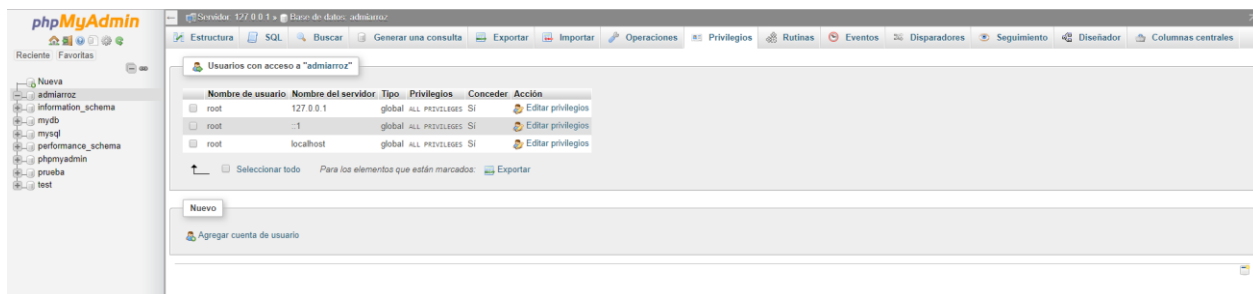 phpMyAdmin
Reciente Favoritas
Nueva
admiarroz
information_schema
mydb
mysql
performance_schema
phpmyadmin
prueba
test
Servidor: 127.0.0.1 » Base de datos: admiarroz
Estructura SQL Buscar Generar una consulta Exportar Importar Operaciones Privilegios Rutinas Eventos Disparadores Seguimiento Diseñador Columnas centrales
Usuarios con acceso a "admiarroz"
Nombre de usuario Nombre del servidor Tipo Privilegios Conceder Acción
root 127.0.0.1 global ALL PRIVILEGES Sí Editar privilegios
root ::1 global ALL PRIVILEGES Sí Editar privilegios
root localhost global ALL PRIVILEGES Sí Editar privilegios
Seleccionar todo Para los elementos que están marcados: Exportar
Nuevo
Agregar cuenta de usuario